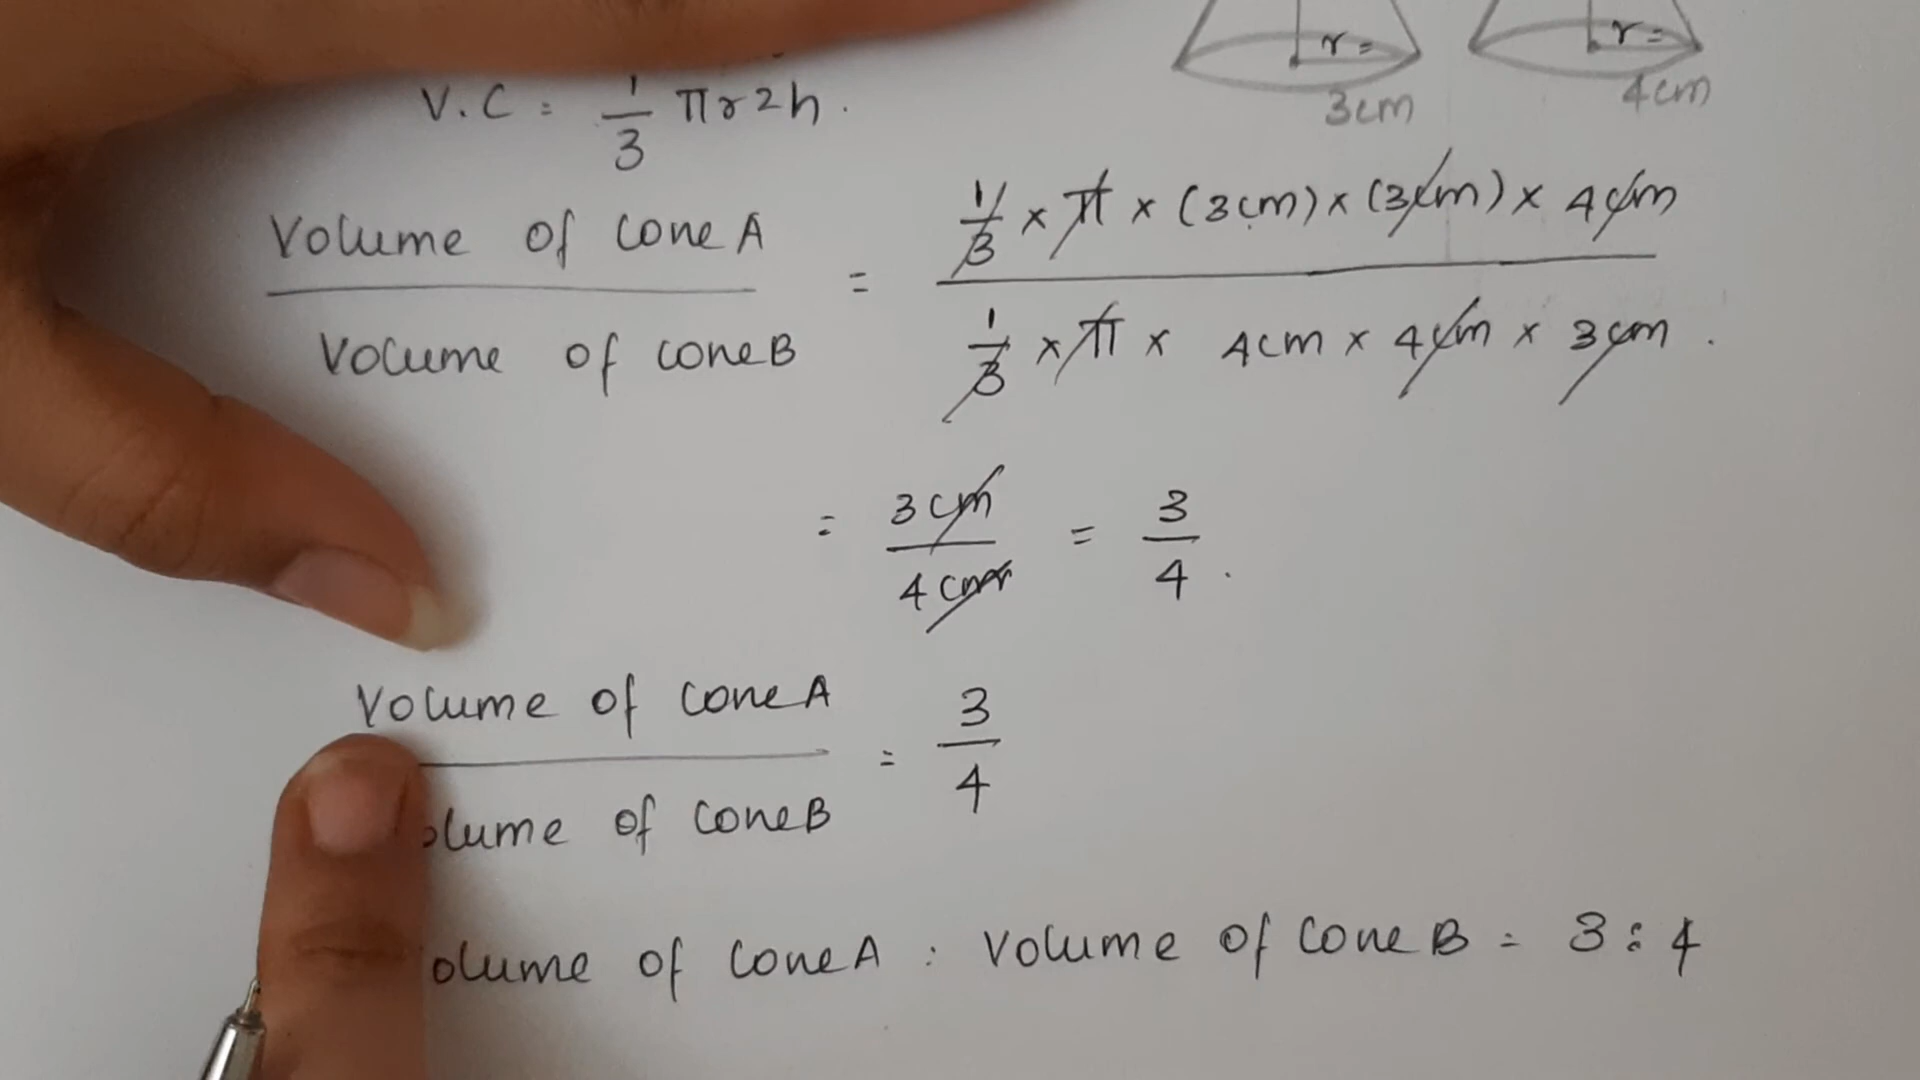 r = r =
3cm 4cm
V.C = 1/3 πr2h.
Volume of cone A / Volume of cone B = 1/3 × π × (3cm) × (3cm) × 4cm / 1/3 × π × 4cm × 4cm × 3cm.
= 3cm / 4cm = 3/4.
Volume of cone A / olume of cone B = 3/4
olume of cone A : Volume of cone B = 3:4